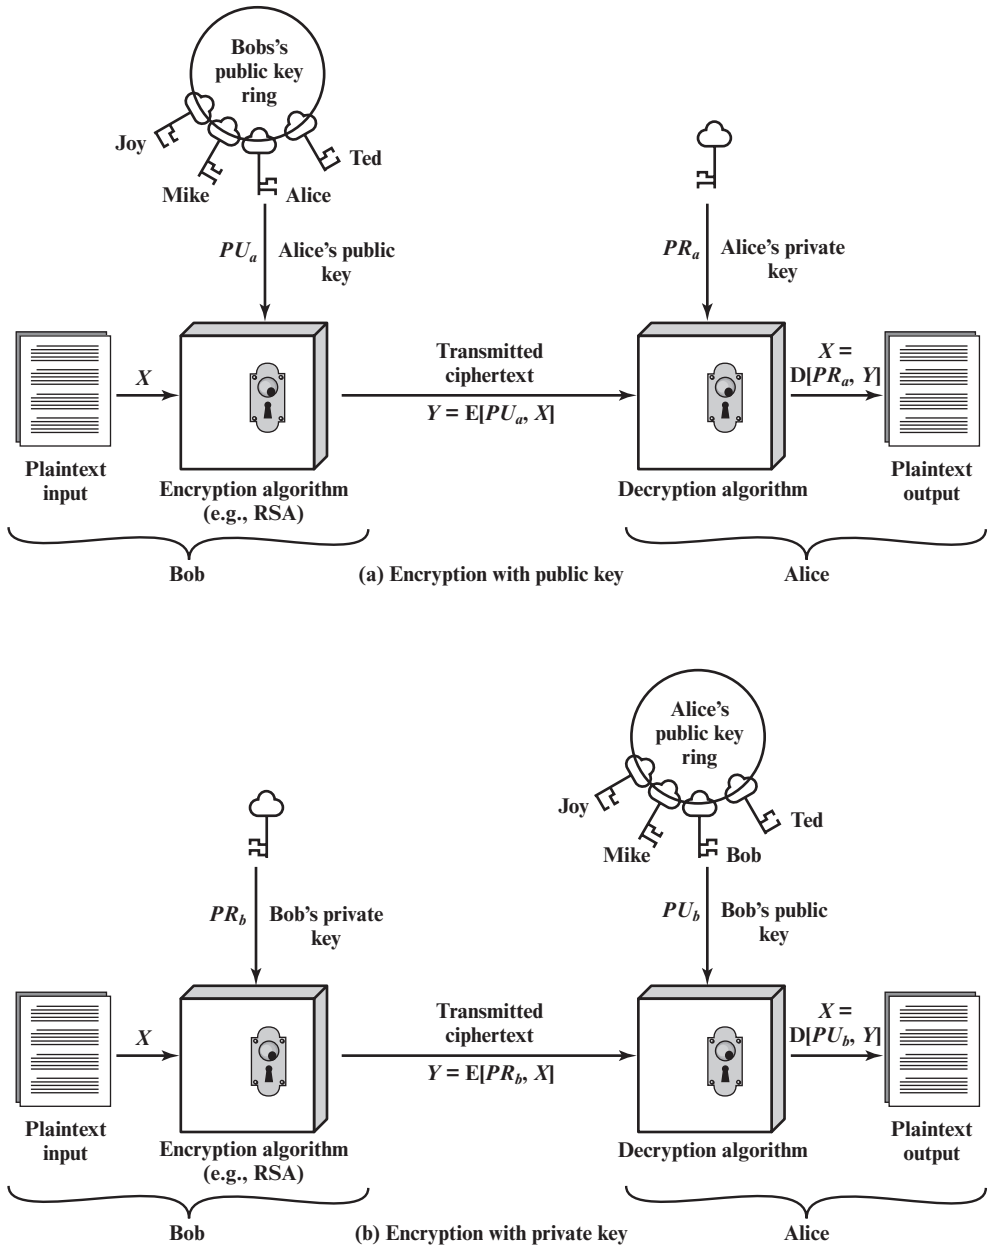 Bobs's
public key
ring
Joy
Ted
Mike
Alice
PUa
Alice's public
key
PRa
Alice's private
key
X
Transmitted
ciphertext
Y = E[PUa, X]
X =
D[PRa, Y]
Plaintext
input
Encryption algorithm
(e.g., RSA)
Decryption algorithm
Plaintext
output
Bob
(a) Encryption with public key
Alice
Alice's
public key
ring
Joy
Ted
Mike
Bob
PRb
Bob's private
key
PUb
Bob's public
key
X
Transmitted
ciphertext
Y = E[PRb, X]
X =
D[PUb, Y]
Plaintext
input
Encryption algorithm
(e.g., RSA)
Decryption algorithm
Plaintext
output
Bob
(b) Encryption with private key
Alice